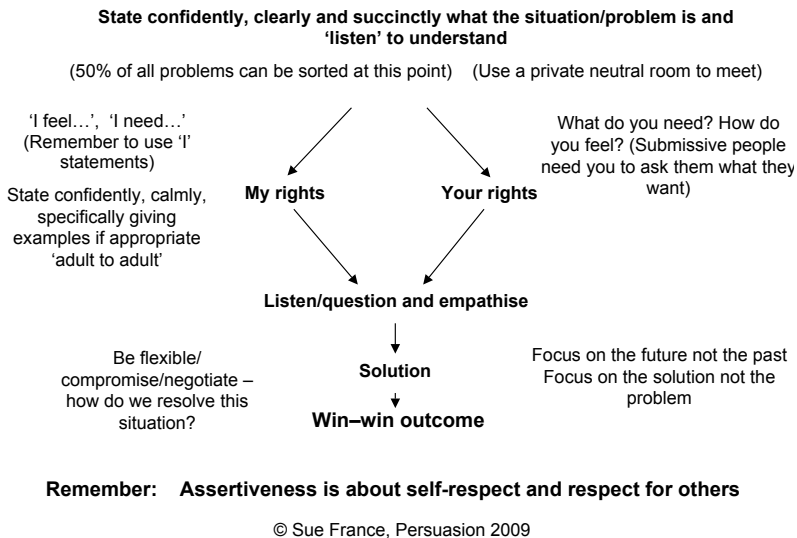 State confidently, clearly and succinctly what the situation/problem is and
‘listen’ to understand
(50% of all problems can be sorted at this point) (Use a private neutral room to meet)
‘I feel…’, ‘I need…’
(Remember to use ‘I’
statements)
State confidently, calmly,
specifically giving
examples if appropriate
‘adult to adult’
My rights
Your rights
What do you need? How do
you feel? (Submissive people
need you to ask them what they
want)
Listen/question and empathise
Be flexible/
compromise/negotiate –
how do we resolve this
situation?
Solution
Win–win outcome
Focus on the future not the past
Focus on the solution not the
problem
Remember: Assertiveness is about self-respect and respect for others
© Sue France, Persuasion 2009